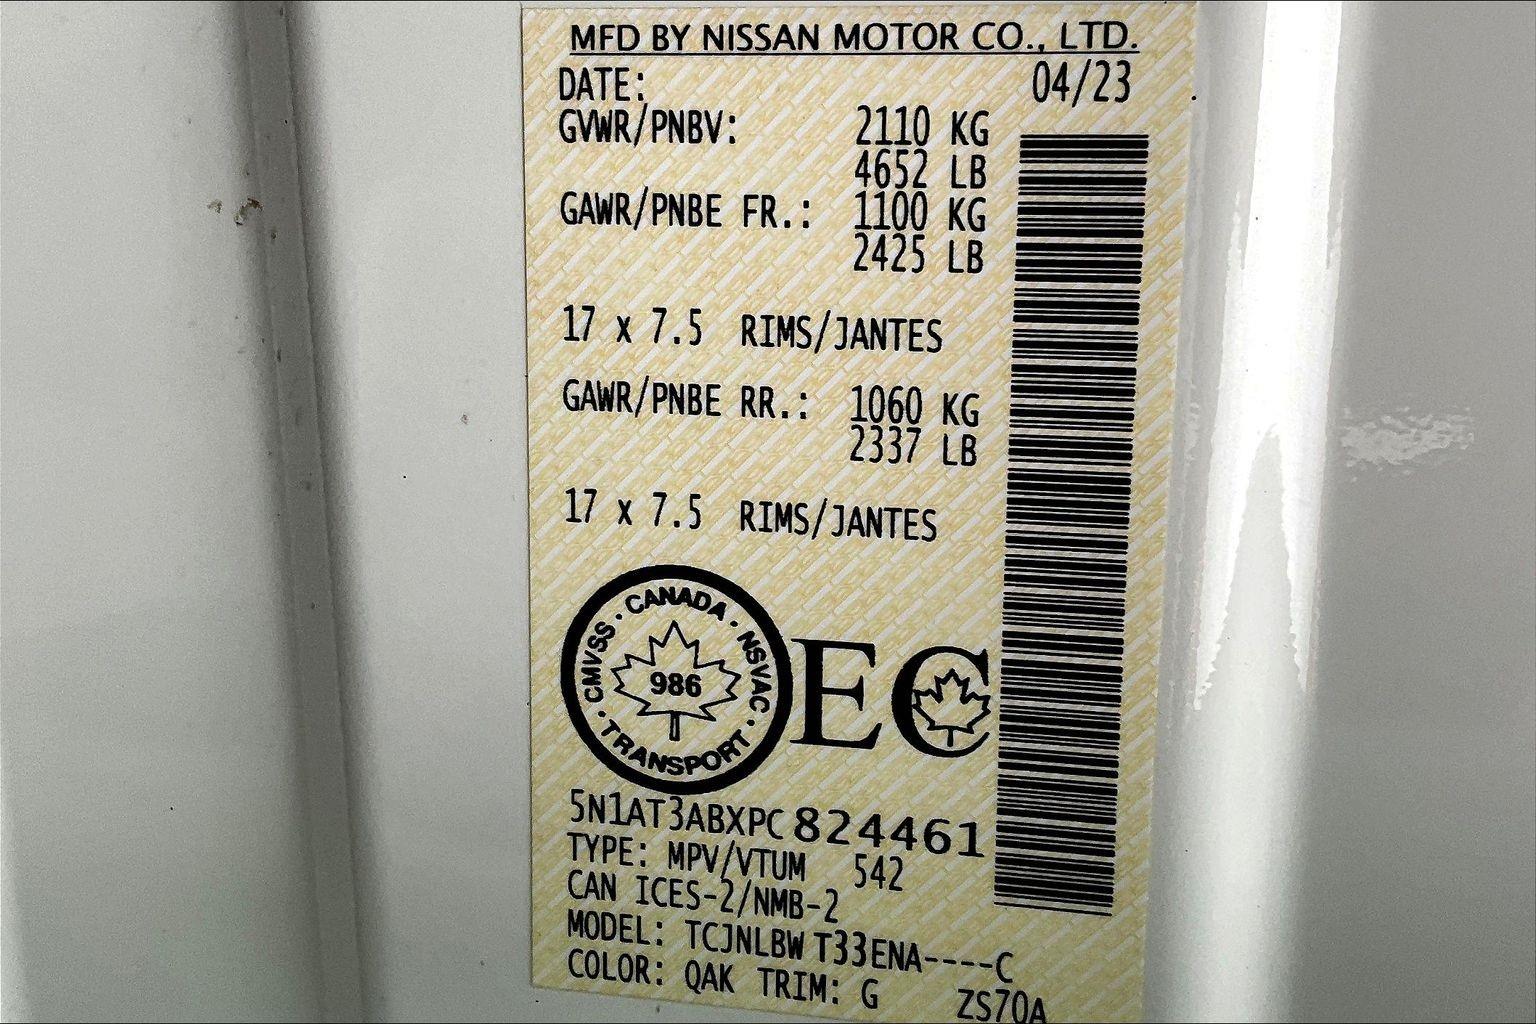 MFD BY NISSAN MOTOR CO., LTD.
DATE: 04/23
GVWR/PNBV: 2110 KG
4652 LB
GAWR/PNBE FR.: 1100 KG
2425 LB
17 x 7.5 RIMS/JANTES
GAWR/PNBE RR.: 1060 KG
2337 LB
17 x 7.5 RIMS/JANTES
CMVSS · CANADA · NSVAC · TRANSPORT ·
986
EC
5N1AT3ABXPC824461
TYPE: MPV/VTUM 542
CAN ICES-2/NMB-2
MODEL: TCJNLBW T33ENA----C
COLOR: QAK TRIM: G ZS70A